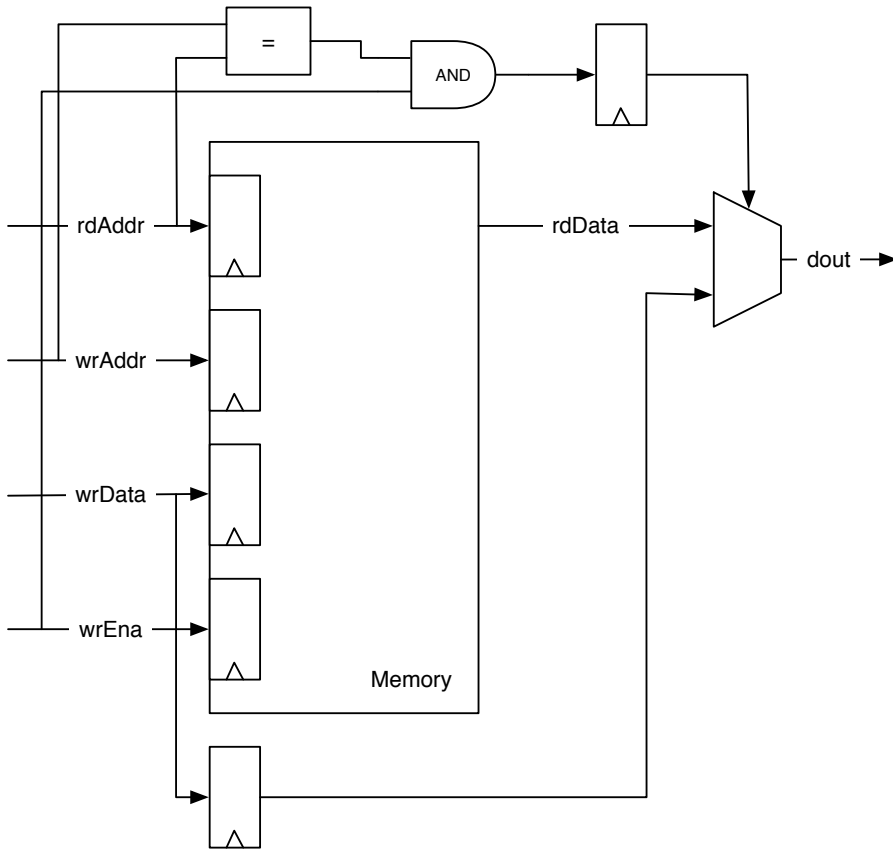 =
AND
rdAddr
rdData
dout
wrAddr
wrData
wrEna
Memory